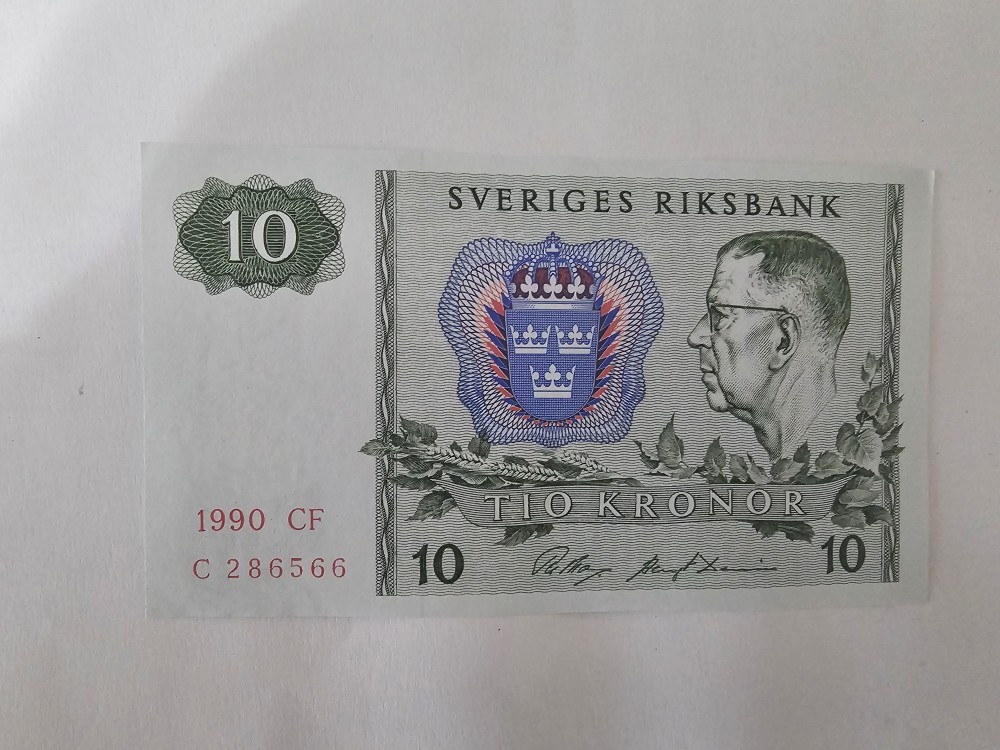 10
SVERIGES RIKSBANK
TIO KRONOR
1990 CF
C 286566
10
10